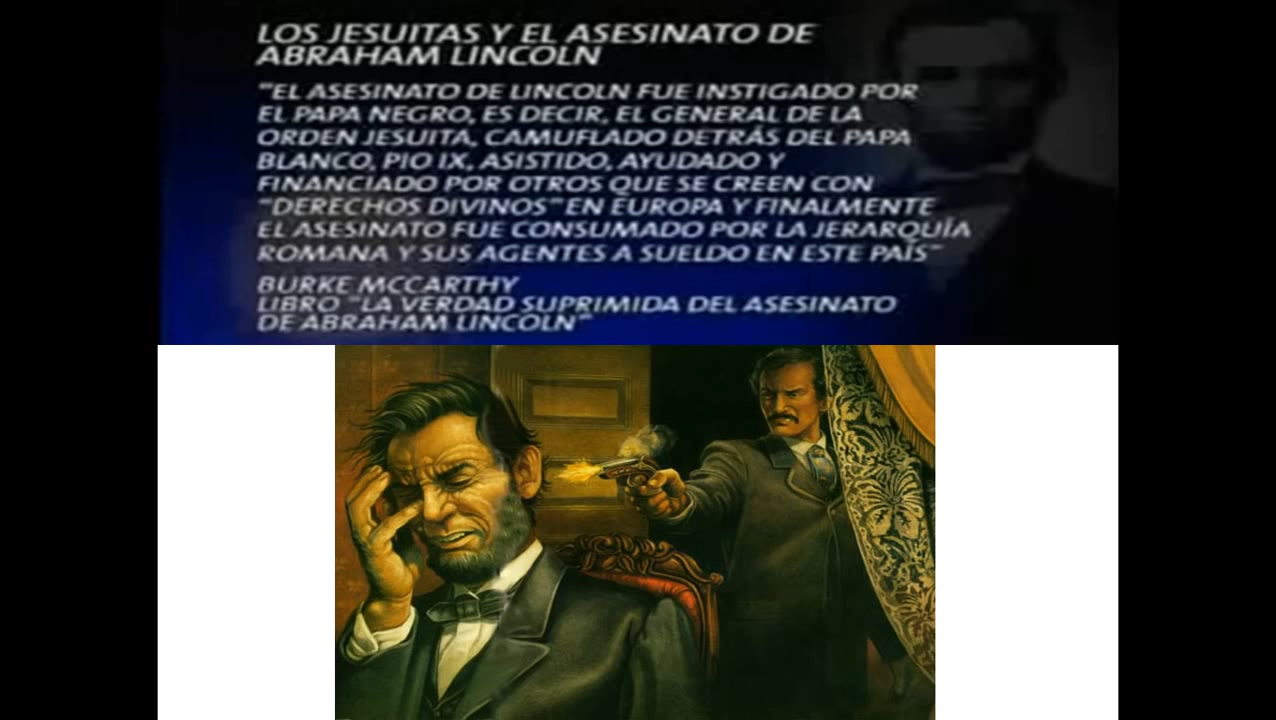 LOS JESUITAS Y EL ASESINATO DE
ABRAHAM LINCOLN
"EL ASESINATO DE LINCOLN FUE INSTIGADO POR
EL PAPA NEGRO, ES DECIR, EL GENERAL DE LA
ORDEN JESUITA, CAMUFLADO DETRÁS DEL PAPA
BLANCO, PIO IX, ASISTIDO, AYUDADO Y
FINANCIADO POR OTROS QUE SE CREEN CON
"DERECHOS DIVINOS" EN EUROPA Y FINALMENTE
EL ASESINATO FUE CONSUMADO POR LA JERARQUÍA
ROMANA Y SUS AGENTES A SUELDO EN ESTE PAÍS"
BURKE MCCARTHY
LIBRO "LA VERDAD SUPRIMIDA DEL ASESINATO
DE ABRAHAM LINCOLN"